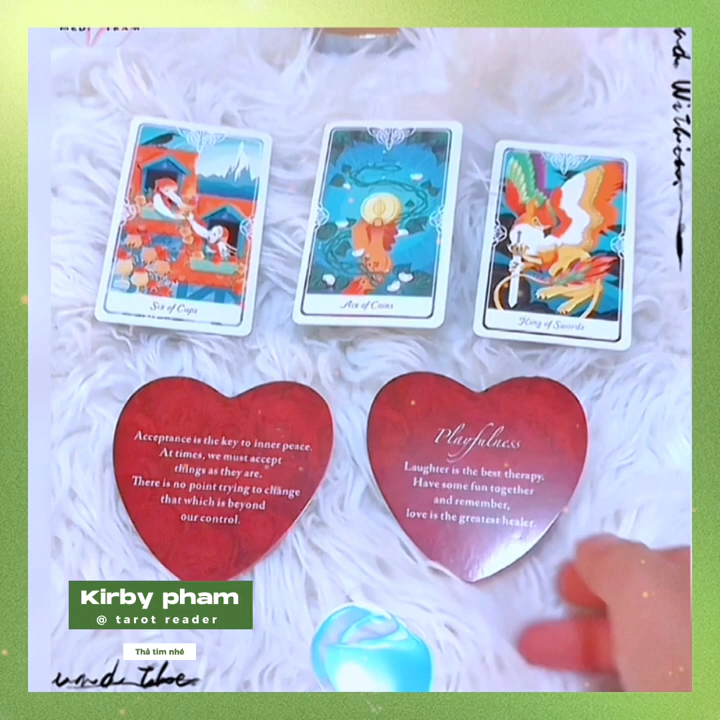 Six of Cups
Ace of Coins
King of Swords
Acceptance is the key to inner peace.
At times, we must accept
things as they are.
There is no point trying to change
that which is beyond
our control.
Playfulness
Laughter is the best therapy.
Have some fun together
and remember,
love is the greatest healer.
Kirby pham
@ tarot reader
Thả tim nhé